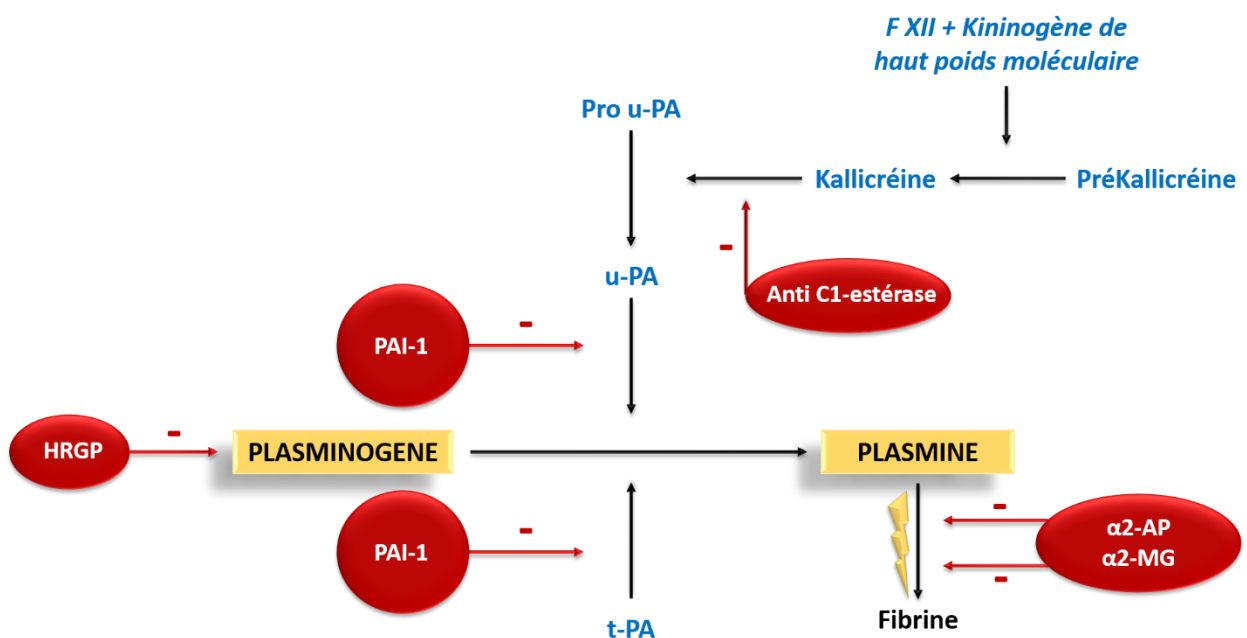 F XII + Kininogène de
haut poids moléculaire
Pro u-PA
Kallicréine
PréKallicréine
-
u-PA
Anti C1-estérase
-
PAI-1
-
HRGP
PLASMINOGENE
PLASMINE
-
PAI-1
-
α2-AP
α2-MG
-
Fibrine
t-PA